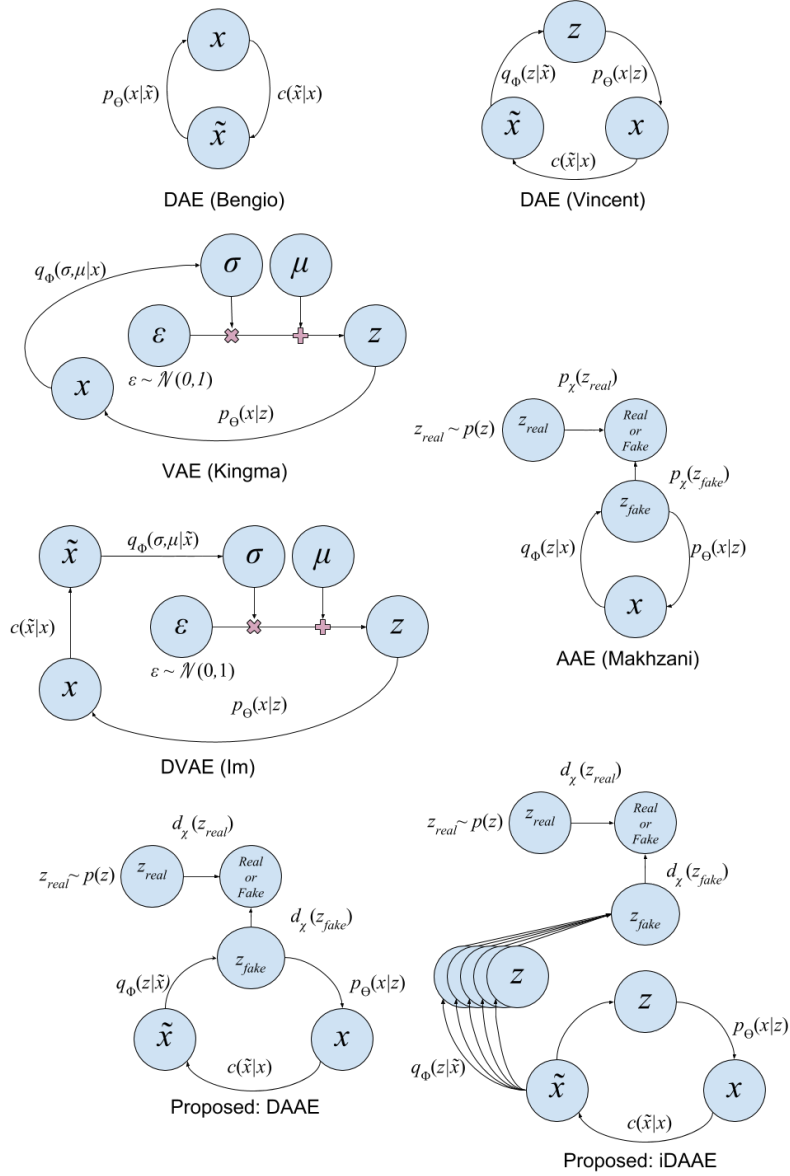 x
p_Θ(x|x̃)
c(x̃|x)
x̃
DAE (Bengio)
z
q_Φ(z|x̃)
p_Θ(x|z)
x̃
x
c(x̃|x)
DAE (Vincent)
q_Φ(σ,μ|x)
σ
μ
ε
z
x
ε ~ 𝒩(0,1)
p_Θ(x|z)
VAE (Kingma)
p_χ(z_real)
z_real ~ p(z)
z_real
Real
or
Fake
p_χ(z_fake)
z_fake
q_Φ(z|x)
p_Θ(x|z)
x
AAE (Makhzani)
x̃
q_Φ(σ,μ|x̃)
σ
μ
c(x̃|x)
ε
z
ε ~ 𝒩(0,1)
x
p_Θ(x|z)
DVAE (Im)
d_χ(z_real)
z_real ~ p(z)
z_real
Real
or
Fake
d_χ(z_fake)
z_fake
q_Φ(z|x̃)
p_Θ(x|z)
x̃
x
c(x̃|x)
Proposed: DAAE
d_χ(z_real)
z_real ~ p(z)
z_real
Real
or
Fake
d_χ(z_fake)
z_fake
z
z
p_Θ(x|z)
q_Φ(z|x̃)
x̃
x
c(x̃|x)
Proposed: iDAAE